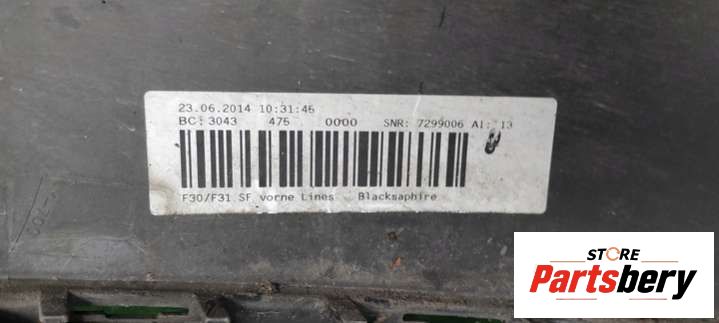 23.06.2014 10:31:46
BC: 3043 475 0000 SNR: 7299006 AI: 13
F30/F31 SF vorne Lines Blacksaphire
STORE
Partsbery